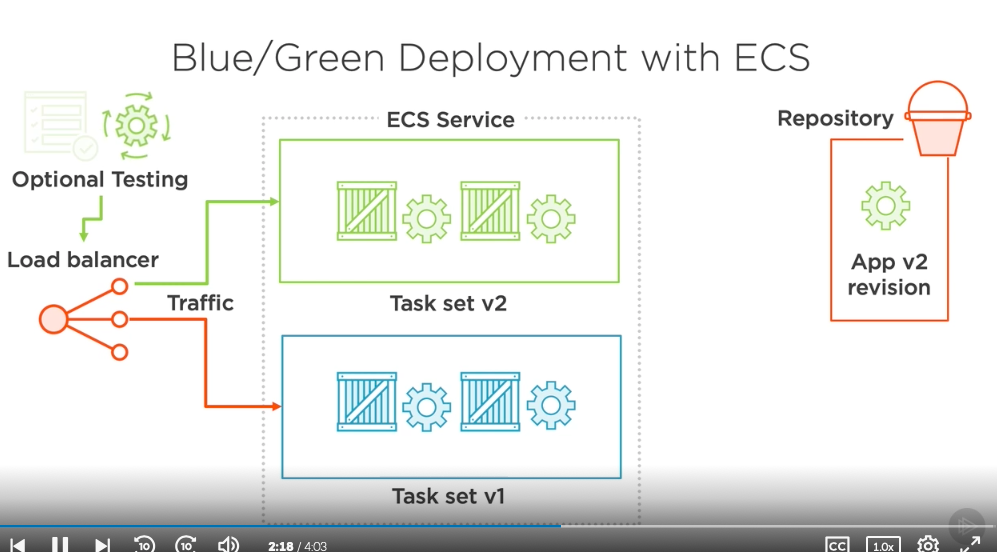 Blue/Green Deployment with ECS
ECS Service
Repository
Optional Testing
Load balancer
Traffic
Task set v2
App v2
revision
Task set v1
10
10
2:18 / 4:03
CC
1.0x